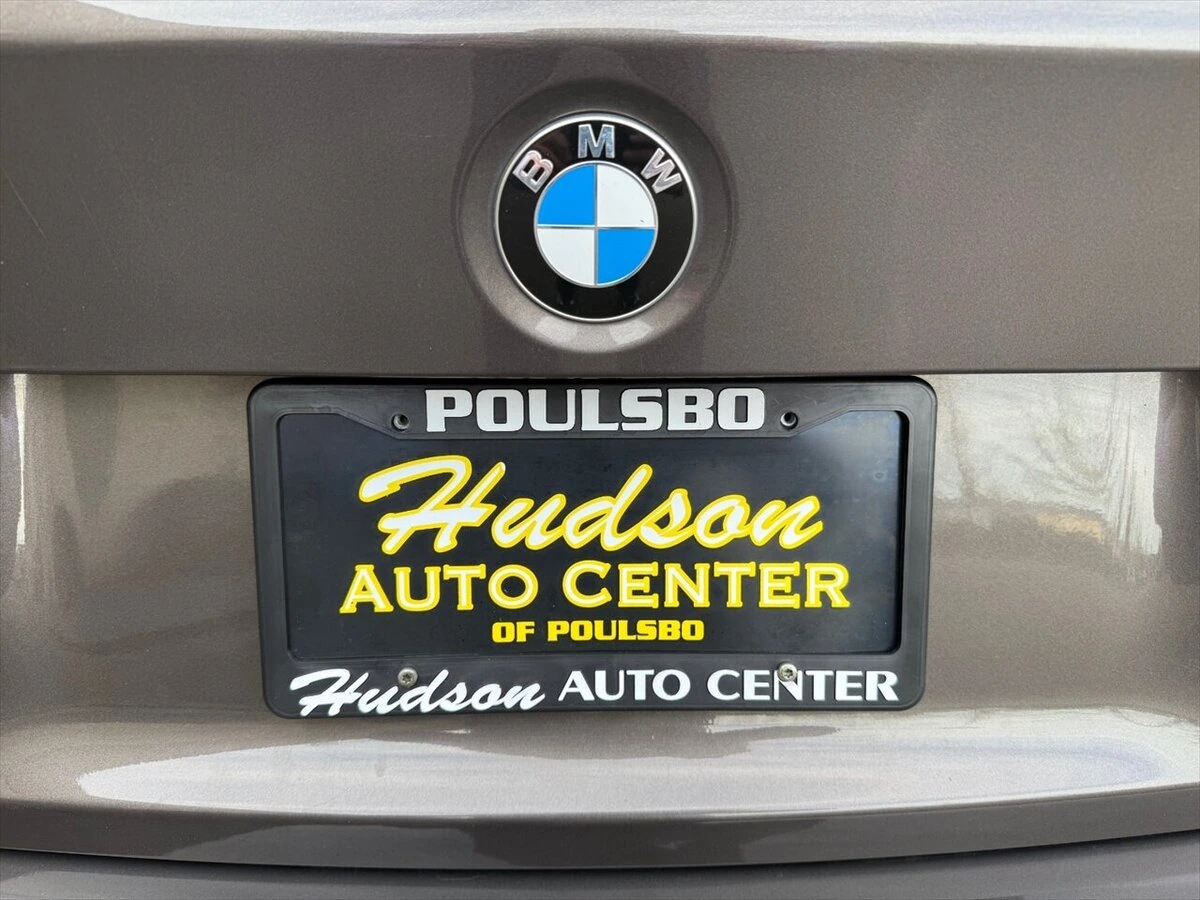 BMW
POULSBO
Hudson
AUTO CENTER
OF POULSBO
Hudson AUTO CENTER